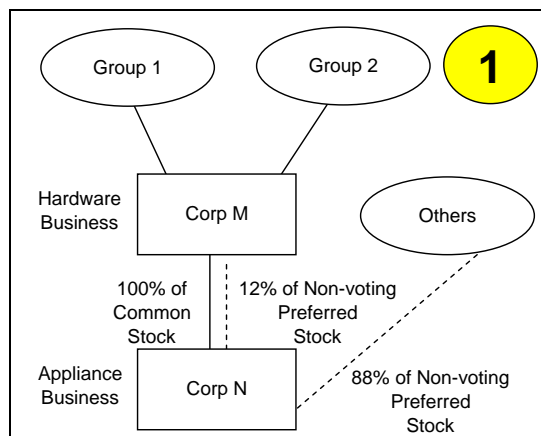 Group 1
Group 2
1
Hardware
Business
Corp M
Others
100% of
Common
Stock
12% of Non-voting
Preferred
Stock
Appliance
Business
Corp N
88% of Non-voting
Preferred
Stock